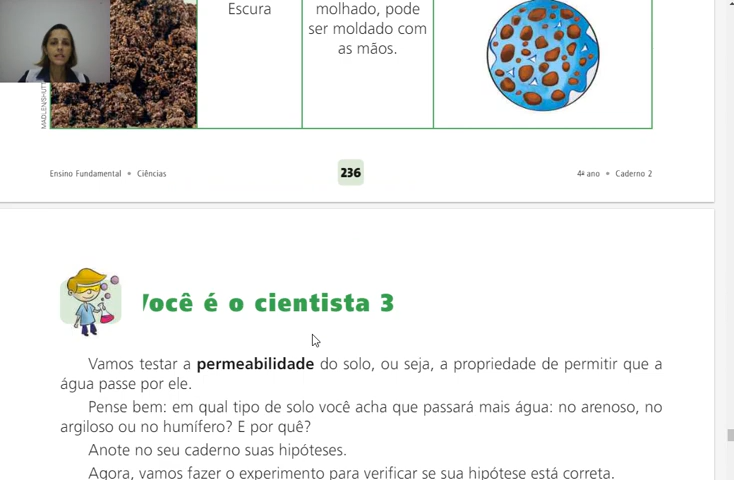 Escura
molhado, pode
ser moldado com
as mãos.
Ensino Fundamental • Ciências
236
4º ano • Caderno 2
Você é o cientista 3
Vamos testar a permeabilidade do solo, ou seja, a propriedade de permitir que a
água passe por ele.
Pense bem: em qual tipo de solo você acha que passará mais água: no arenoso, no
argiloso ou no humífero? E por quê?
Anote no seu caderno suas hipóteses.
Agora, vamos fazer o experimento para verificar se sua hipótese está correta.